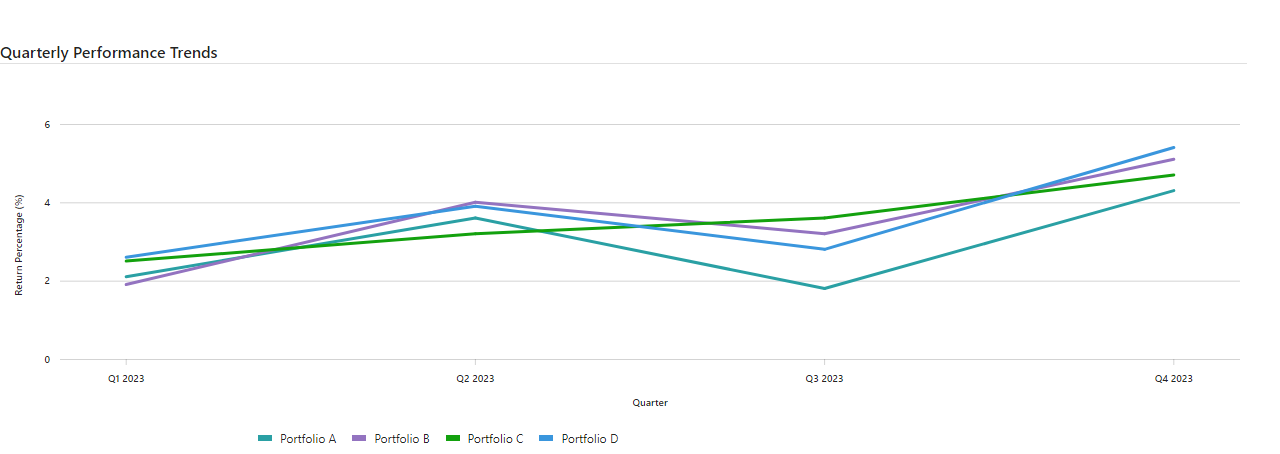 Quarterly Performance Trends
6
4
2
0
Return Percentage (%)
Q1 2023 Q2 2023 Q3 2023 Q4 2023
Quarter
Portfolio A Portfolio B Portfolio C Portfolio D